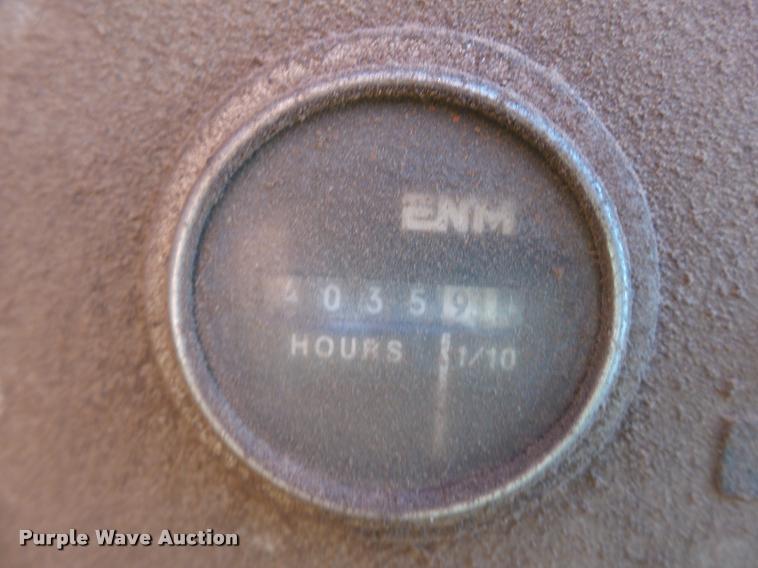 ENM
40359
HOURS 1/10
Purple Wave Auction